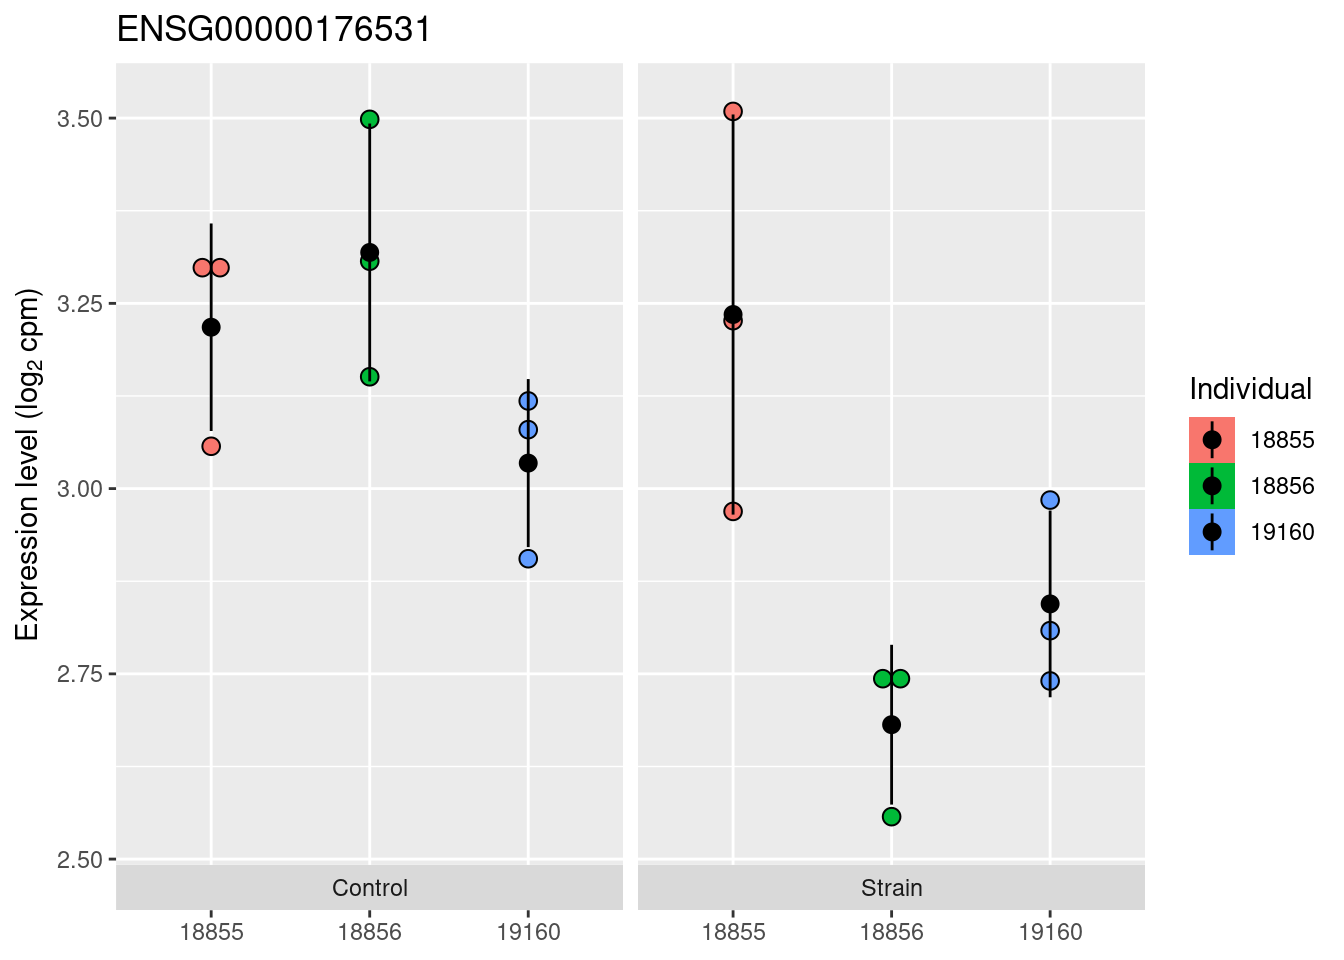 ENSG00000176531
Expression level (log₂ cpm)
3.50
3.25
3.00
2.75
2.50
Control
Strain
18855
18856
19160
18855
18856
19160
Individual
18855
18856
19160